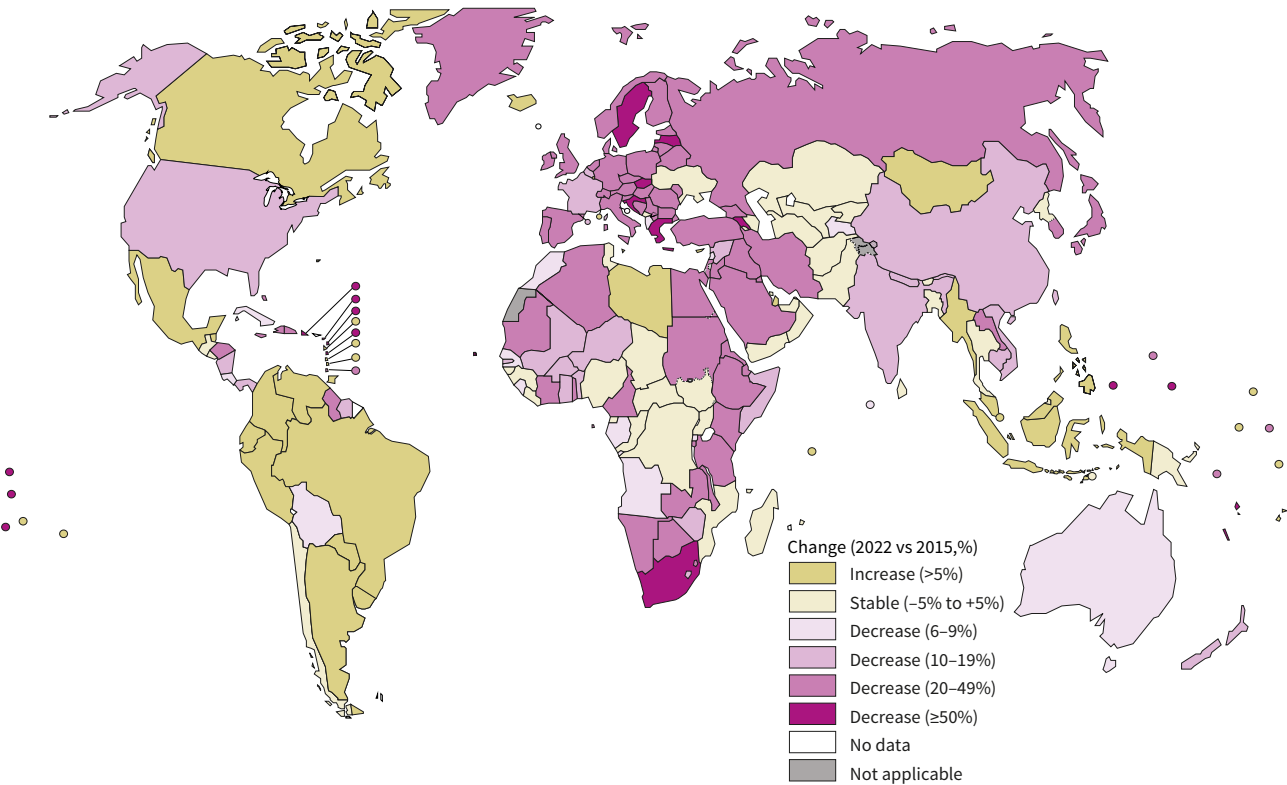 Change (2022 vs 2015,%)
Increase (>5%)
Stable (–5% to +5%)
Decrease (6–9%)
Decrease (10–19%)
Decrease (20–49%)
Decrease (≥50%)
No data
Not applicable